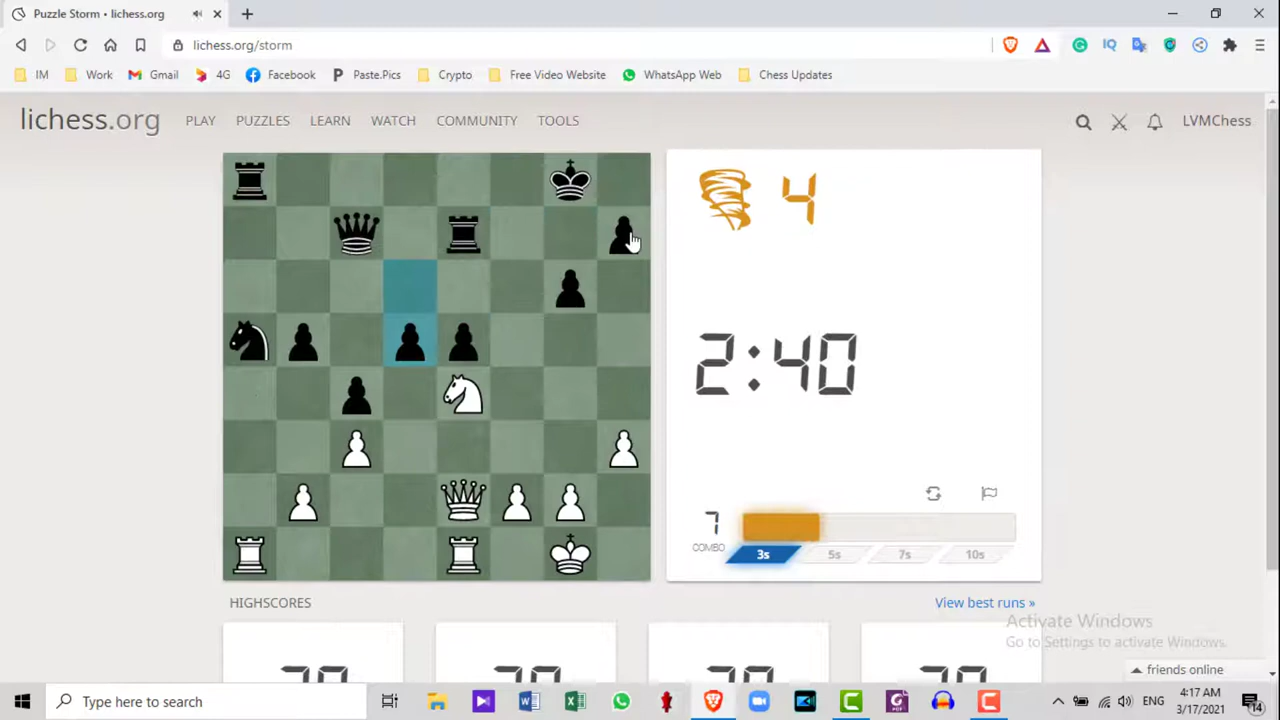 Puzzle Storm • lichess.org
lichess.org/storm
IM Work Gmail 4G Facebook Paste.Pics Crypto Free Video Website WhatsApp Web Chess Updates
lichess.org PLAY PUZZLES LEARN WATCH COMMUNITY TOOLS LVMChess
4
2:40
7
COMBO
3s 5s 7s 10s
HIGHSCORES View best runs »
Activate Windows
Go to Settings to activate Windows.
friends online
Type here to search
ENG
4:17 AM
3/17/2021
14